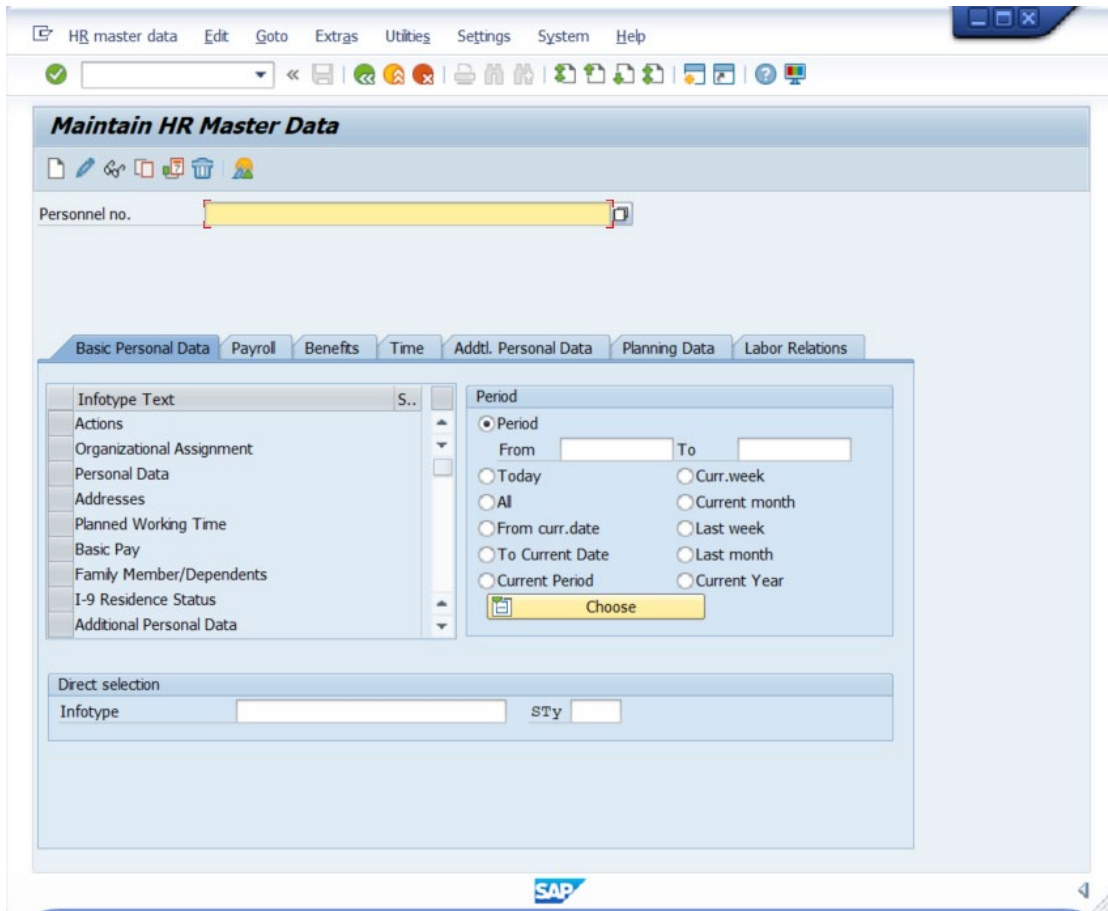 HR master data Edit Goto Extras Utilities Settings System Help
Maintain HR Master Data
Personnel no.
Basic Personal Data Payroll Benefits Time Addtl. Personal Data Planning Data Labor Relations
Infotype Text S..
Actions
Organizational Assignment
Personal Data
Addresses
Planned Working Time
Basic Pay
Family Member/Dependents
I-9 Residence Status
Additional Personal Data
Period
Period
From To
Today Curr.week
All Current month
From curr.date Last week
To Current Date Last month
Current Period Current Year
Choose
Direct selection
Infotype STy
SAP